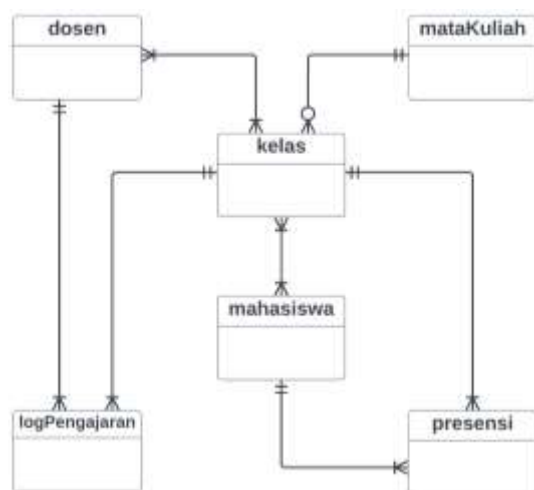 dosen
mataKuliah
kelas
mahasiswa
logPengajaran
presensi